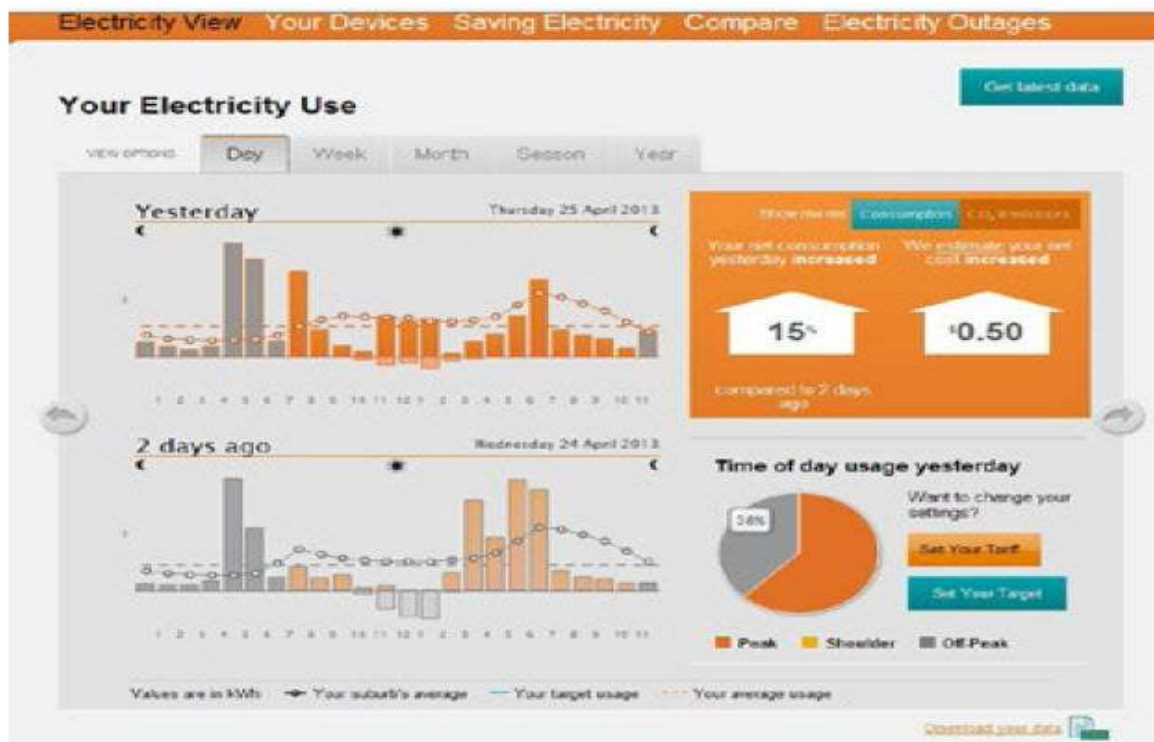 Electricity View Your Devices Saving Electricity Compare Electricity Outages
Get latest data
Your Electricity Use
VIEW OPTIONS Day Week Month Season Year
Yesterday Thursday 25 April 2013
Show me my Consumption CO₂ emissions
Your net consumption yesterday increased
We estimate your net cost increased
15%
$0.50
compared to 2 days ago
1 2 3 4 5 6 7 8 9 10 11 12 1 2 3 4 5 6 7 8 9 10 11
2 days ago Wednesday 24 April 2013
1 2 3 4 5 6 7 8 9 10 11 12 1 2 3 4 5 6 7 8 9 10 11
Time of day usage yesterday
Want to change your settings?
Set Your Tariff
Set Your Target
Peak Shoulder Off-Peak
Values are in kWh Your suburb's average Your target usage Your average usage
Download your data